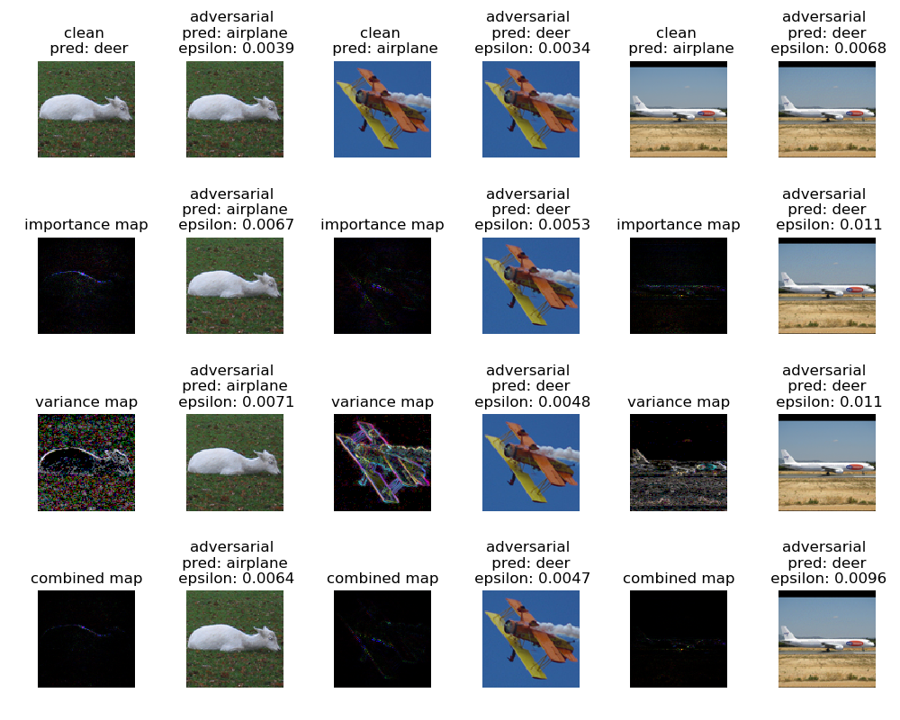 clean
pred: deer
adversarial
pred: airplane
epsilon: 0.0039
clean
pred: airplane
adversarial
pred: deer
epsilon: 0.0034
clean
pred: airplane
adversarial
pred: deer
epsilon: 0.0068
importance map
adversarial
pred: airplane
epsilon: 0.0067
importance map
adversarial
pred: deer
epsilon: 0.0053
importance map
adversarial
pred: deer
epsilon: 0.011
variance map
adversarial
pred: airplane
epsilon: 0.0071
variance map
adversarial
pred: deer
epsilon: 0.0048
variance map
adversarial
pred: deer
epsilon: 0.011
combined map
adversarial
pred: airplane
epsilon: 0.0064
combined map
adversarial
pred: deer
epsilon: 0.0047
combined map
adversarial
pred: deer
epsilon: 0.0096